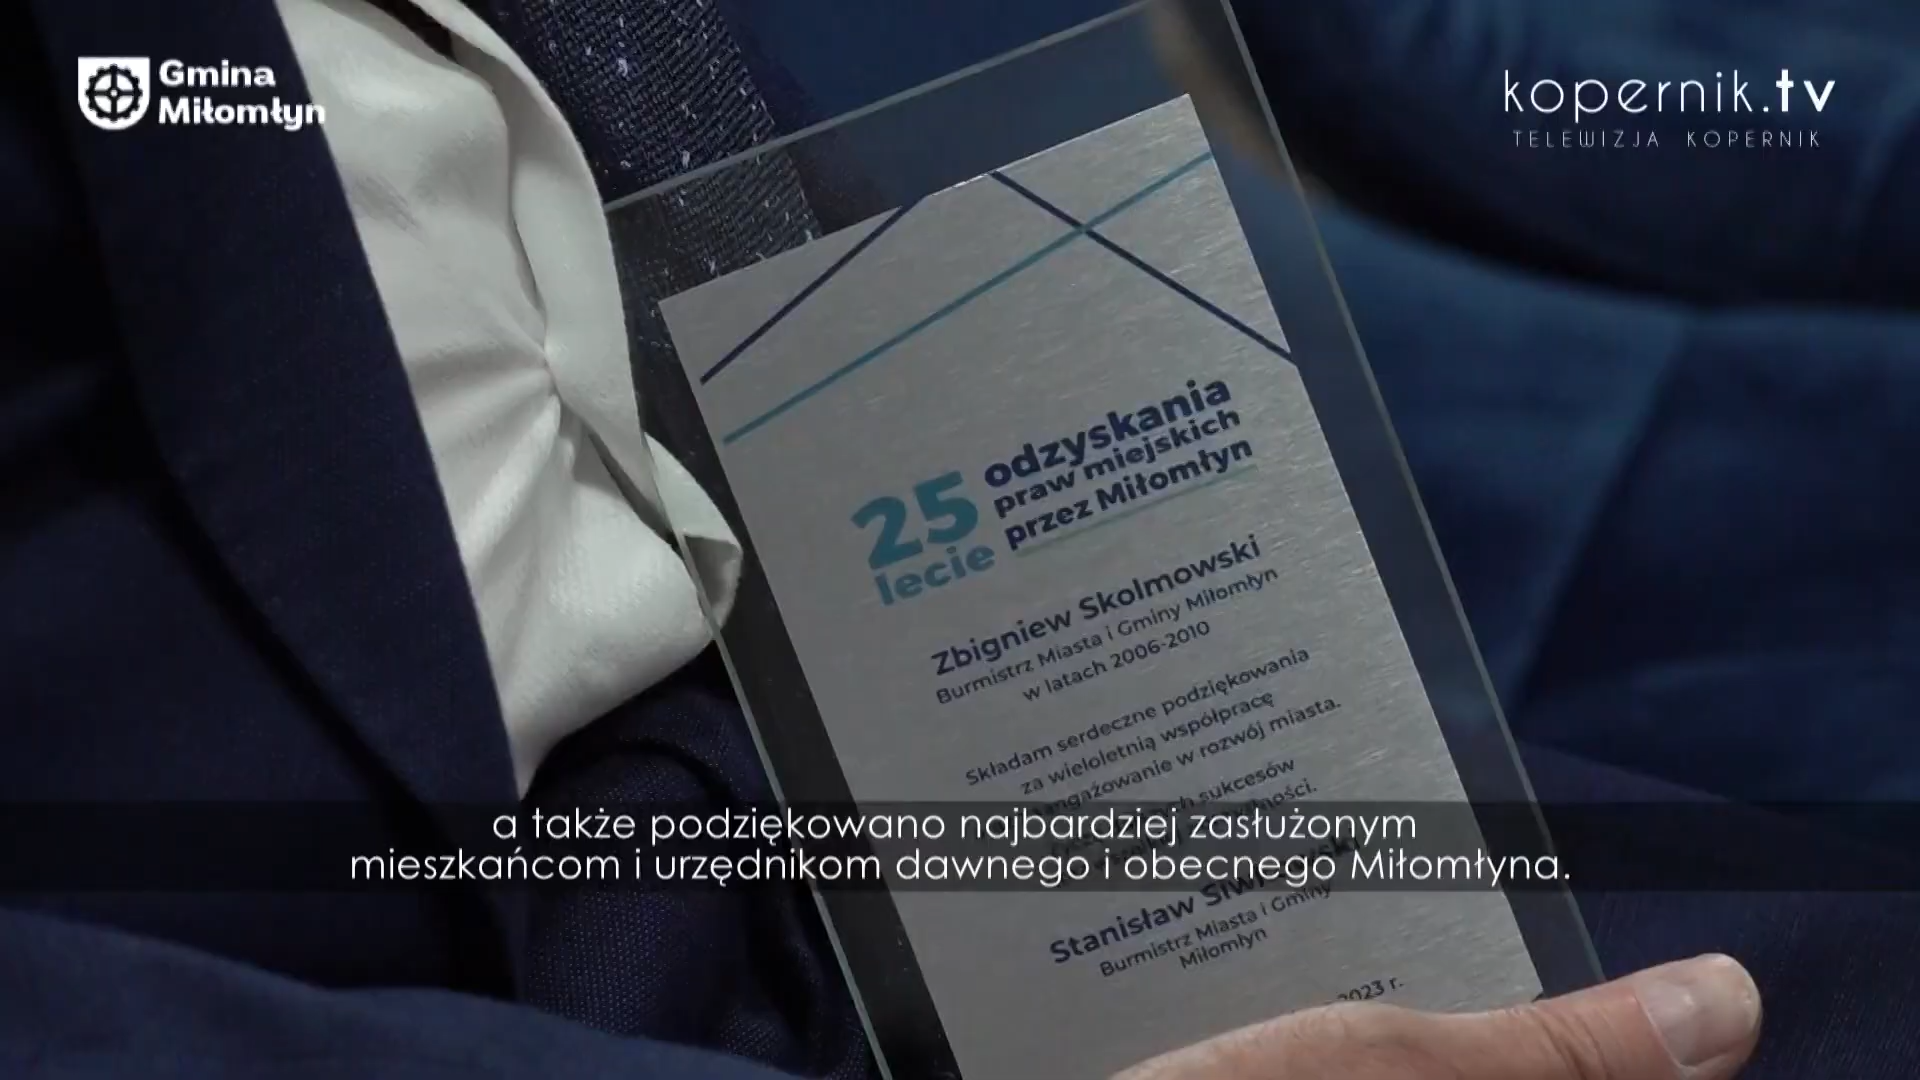 Gmina
Miłomłyn
kopernik.tv
TELEWIZJA KOPERNIK
25
lecie
odzyskania
praw miejskich
przez Miłomłyn
Zbigniew Skolmowski
Burmistrz Miasta i Gminy Miłomłyn
w latach 2006-2010
Składam serdeczne podziękowania
za wieloletnią współpracę
w rozwój miasta.
sukcesów
a także podziękowano najbardziej zasłużonym
mieszkańcom i urzędnikom dawnego i obecnego Miłomłyna.
Stanisław
Burmistrz Miasta i Gminy
Miłomłyn
2023 r.